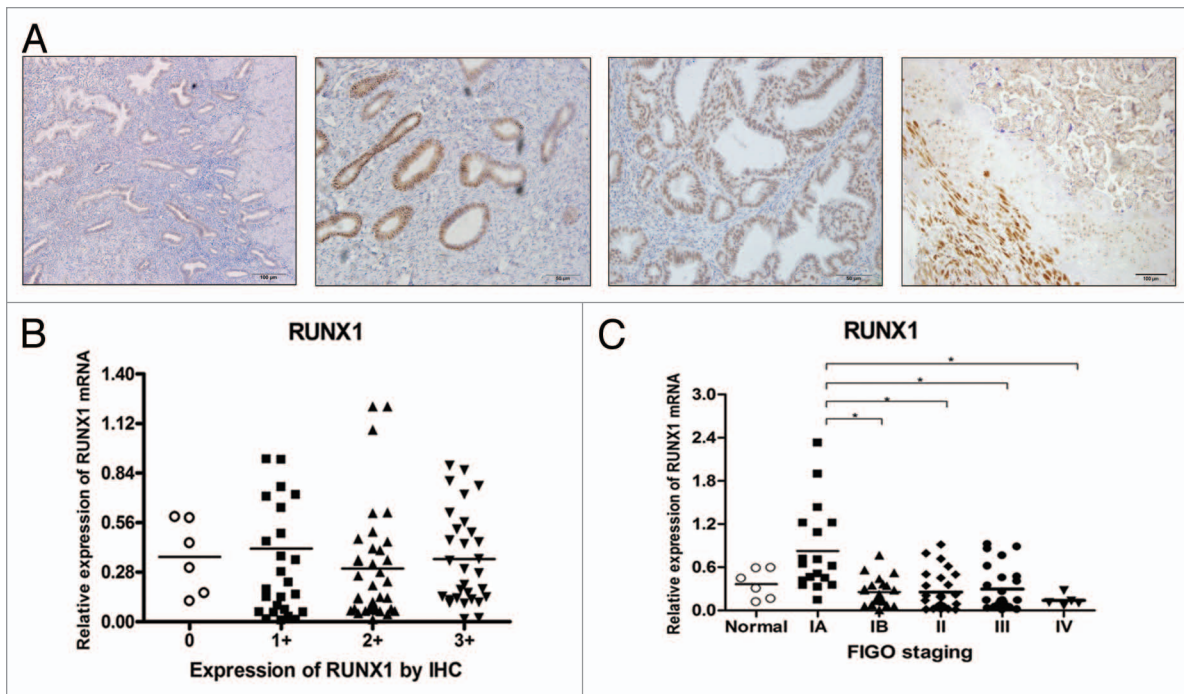 A
100 μm
50 μm
50 μm
100 μm
B
RUNX1
Relative expression of RUNX1 mRNA
1.40
1.12
0.84
0.56
0.28
0.00
0
1+
2+
3+
Expression of RUNX1 by IHC
C
RUNX1
Relative expression of RUNX1 mRNA
*
*
*
*
3.0
2.4
1.8
1.2
0.6
0.0
Normal
IA
IB
II
III
IV
FIGO staging